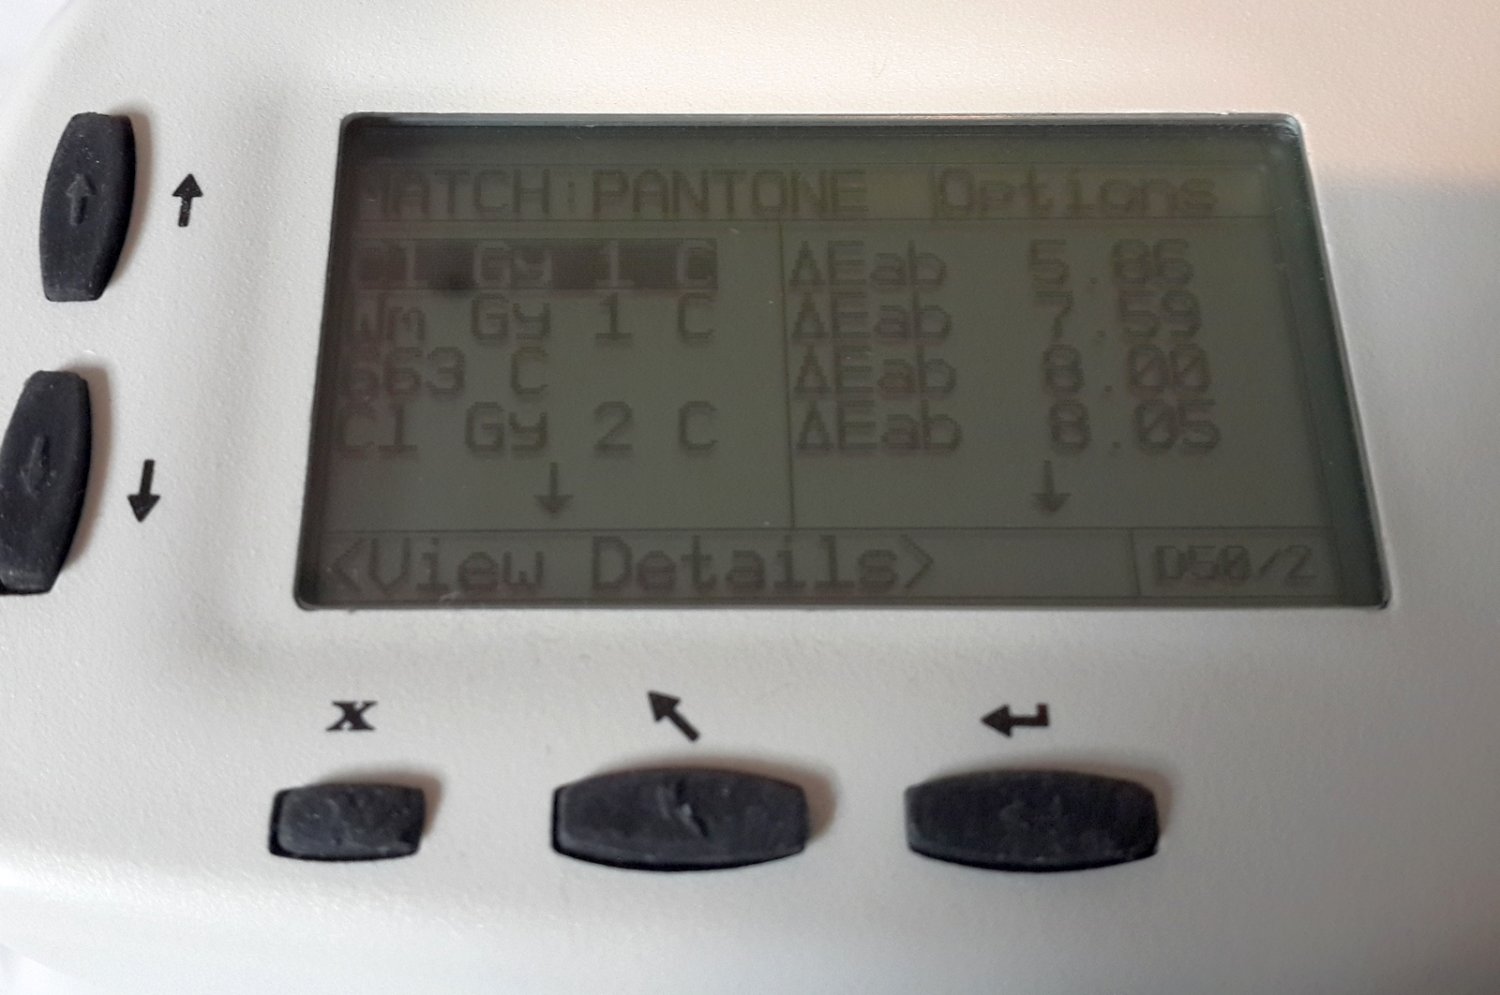 MATCH:PANTONE Options
Cl Gy 1 C ΔEab 5.86
Wm Gy 1 C ΔEab 7.59
663 C ΔEab 8.00
Cl Gy 2 C ΔEab 8.05
↓ ↓
<View Details> D50/2
x